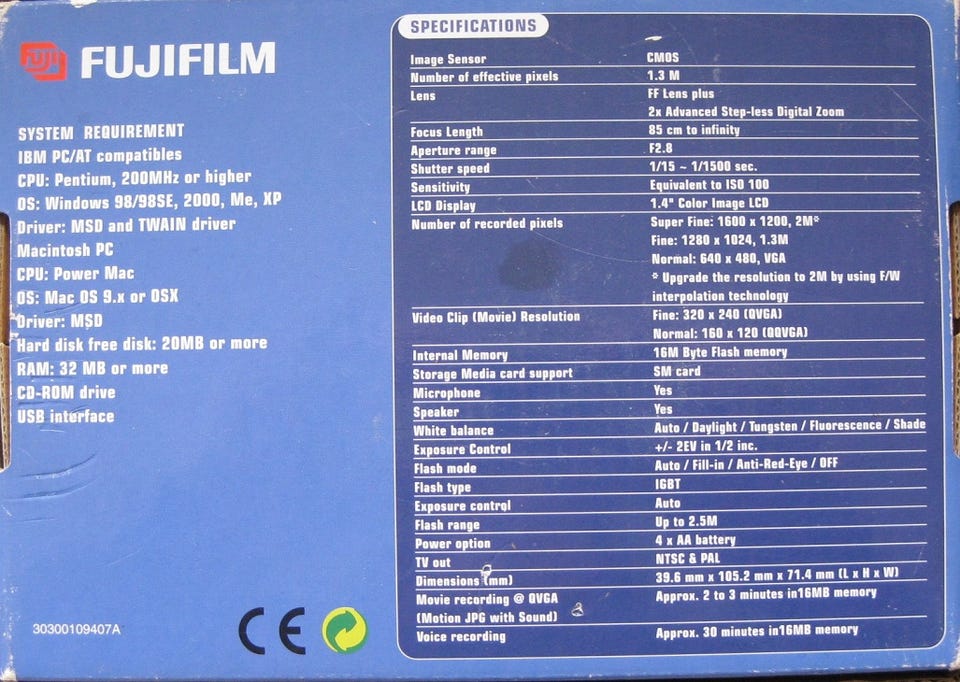 FUJIFILM
SYSTEM REQUIREMENT
IBM PC/AT compatibles
CPU: Pentium, 200MHz or higher
OS: Windows 98/98SE, 2000, Me, XP
Driver: MSD and TWAIN driver
Macintosh PC
CPU: Power Mac
OS: Mac OS 9.x or OSX
Driver: MSD
Hard disk free disk: 20MB or more
RAM: 32 MB or more
CD-ROM drive
USB interface
30300109407A
CE
SPECIFICATIONS
Image Sensor CMOS
Number of effective pixels 1.3 M
Lens FF Lens plus
2x Advanced Step-less Digital Zoom
Focus Length 85 cm to infinity
Aperture range F2.8
Shutter speed 1/15 ~ 1/1500 sec.
Sensitivity Equivalent to ISO 100
LCD Display 1.4" Color Image LCD
Number of recorded pixels Super Fine: 1600 x 1200, 2M*
Fine: 1280 x 1024, 1.3M
Normal: 640 x 480, VGA
* Upgrade the resolution to 2M by using F/W
interpolation technology
Video Clip (Movie) Resolution Fine: 320 x 240 (QVGA)
Normal: 160 x 120 (QQVGA)
Internal Memory 16M Byte Flash memory
Storage Media card support SM card
Microphone Yes
Speaker Yes
White balance Auto / Daylight / Tungsten / Fluorescence / Shade
Exposure Control +/- 2EV in 1/2 inc.
Flash mode Auto / Fill-in / Anti-Red-Eye / OFF
Flash type IGBT
Exposure control Auto
Flash range Up to 2.5M
Power option 4 x AA battery
TV out NTSC & PAL
Dimensions (mm) 39.6 mm x 105.2 mm x 71.4 mm (L x H x W)
Movie recording @ QVGA Approx. 2 to 3 minutes in16MB memory
(Motion JPG with Sound)
Voice recording Approx. 30 minutes in16MB memory